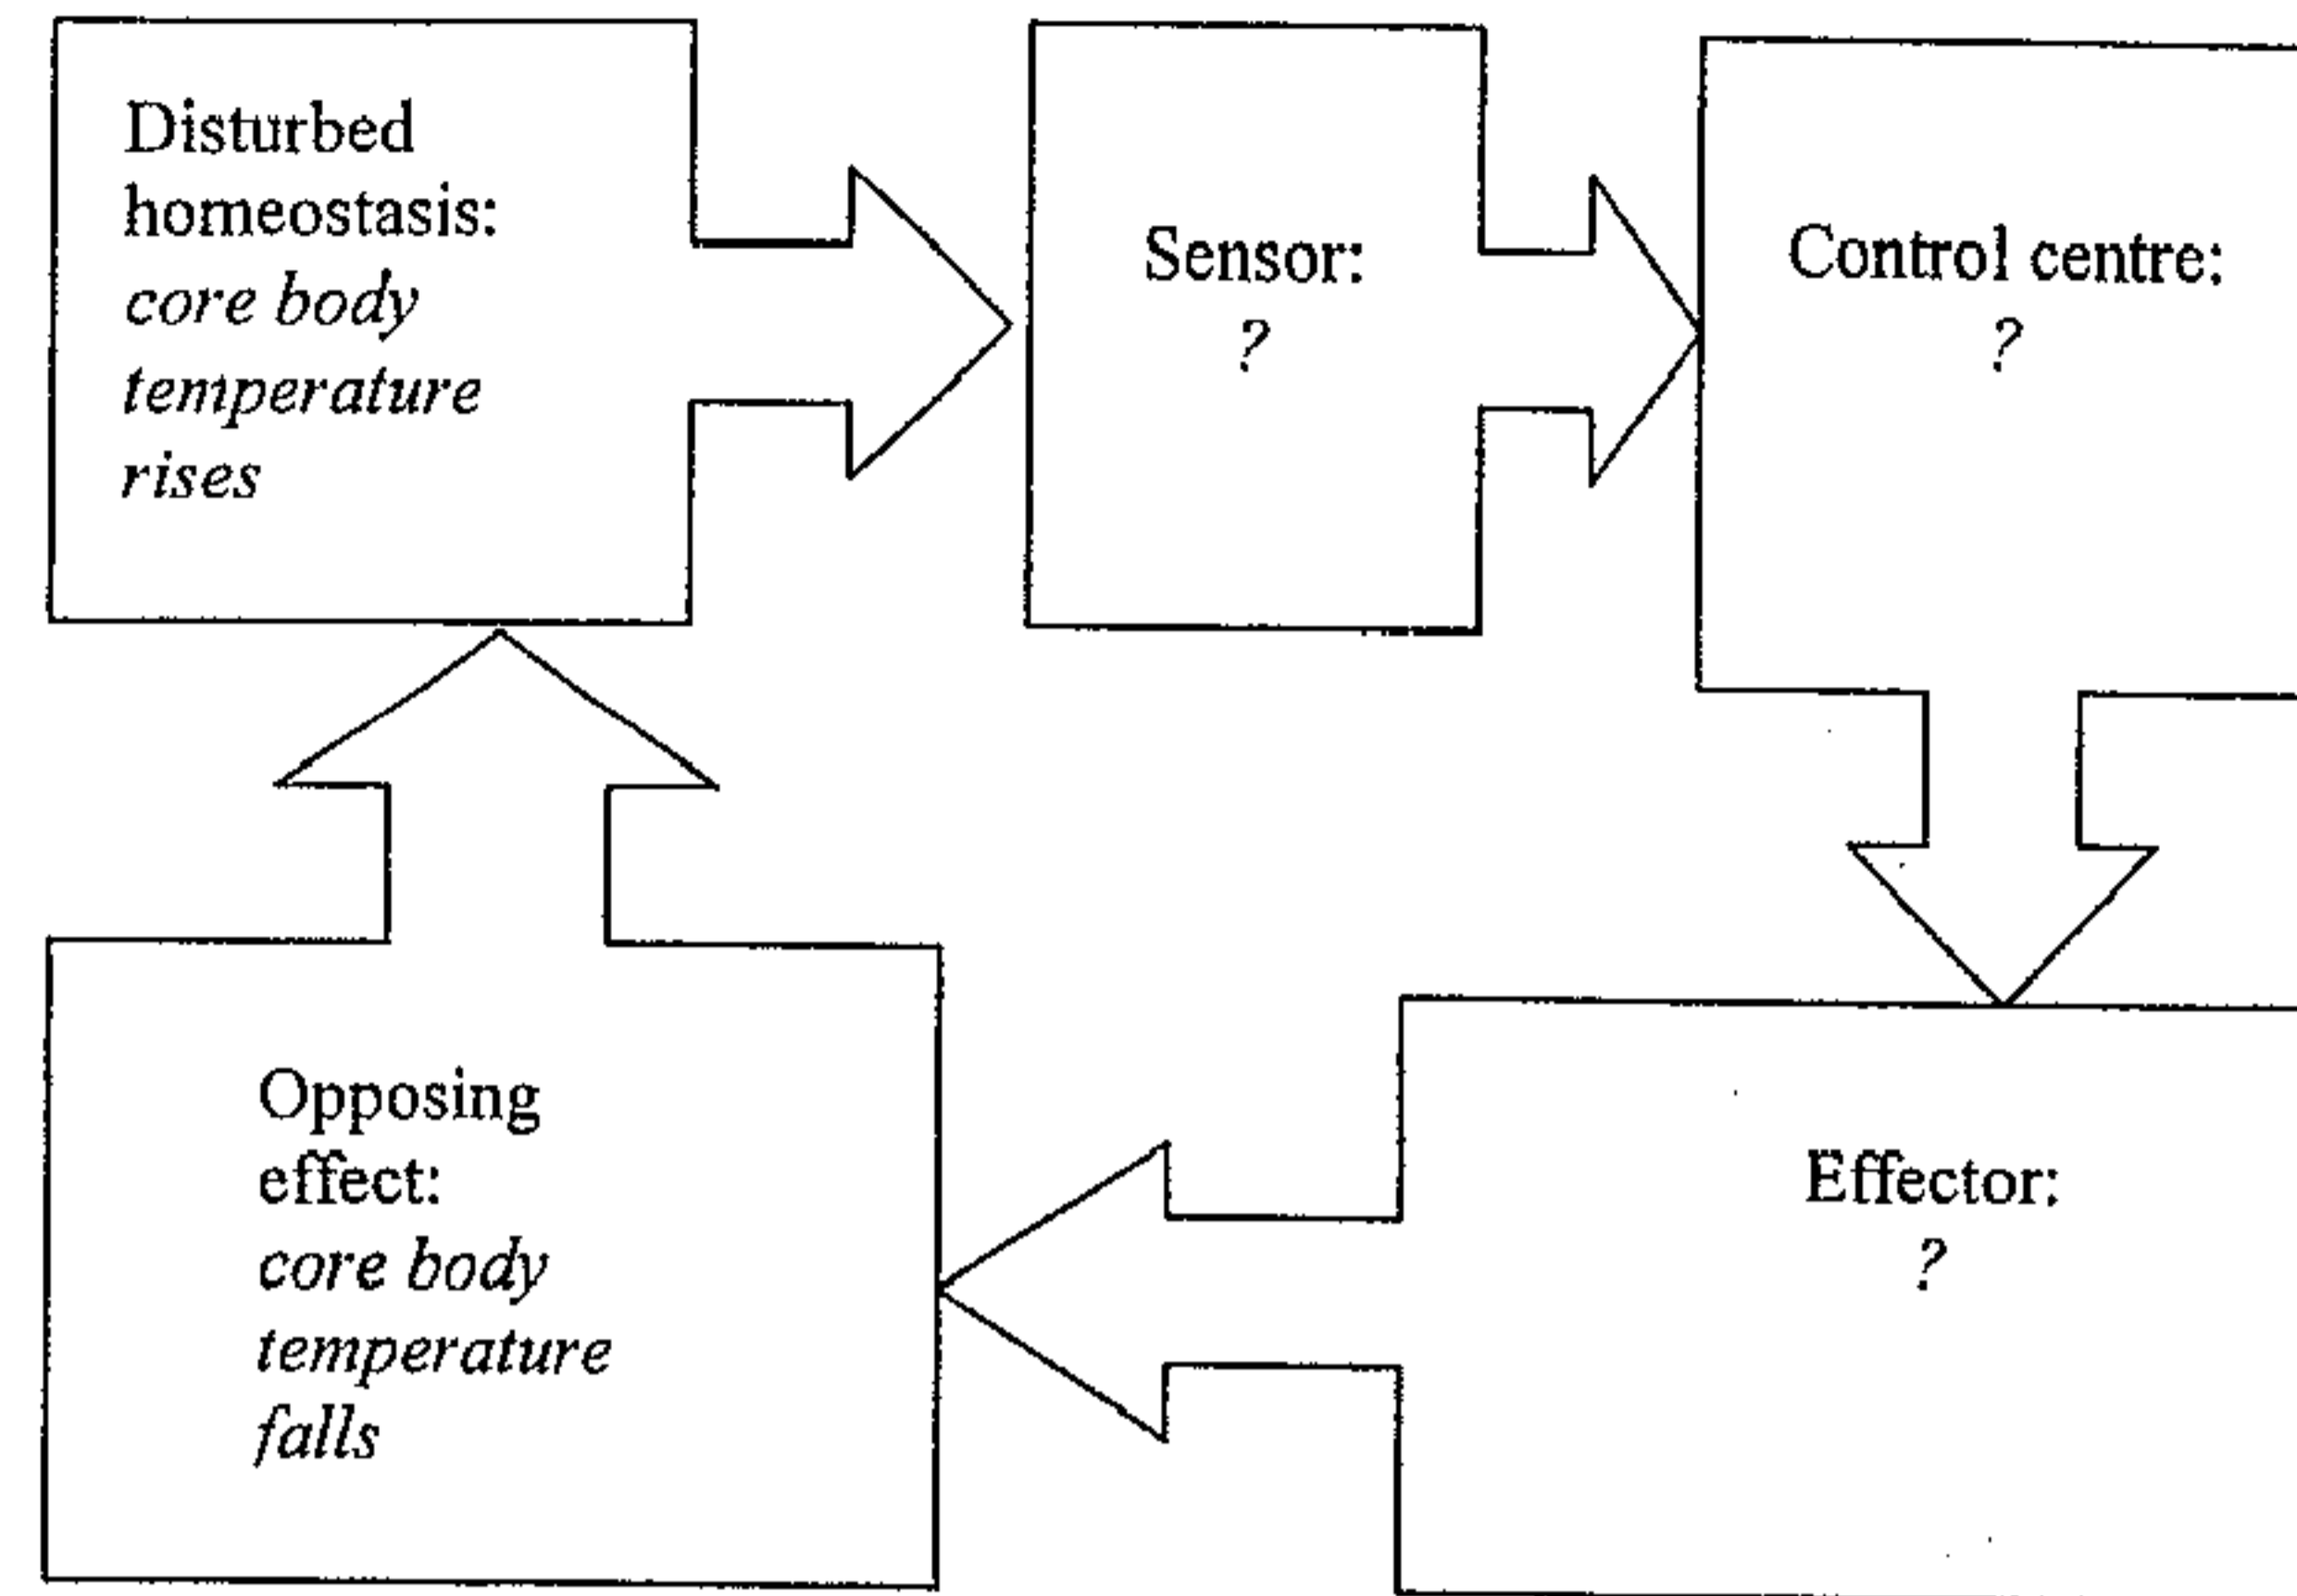 Disturbed
homeostasis:
core body
temperature
rises
Sensor:
?
Control centre:
?
Opposing
effect:
core body
temperature
falls
Effector:
?